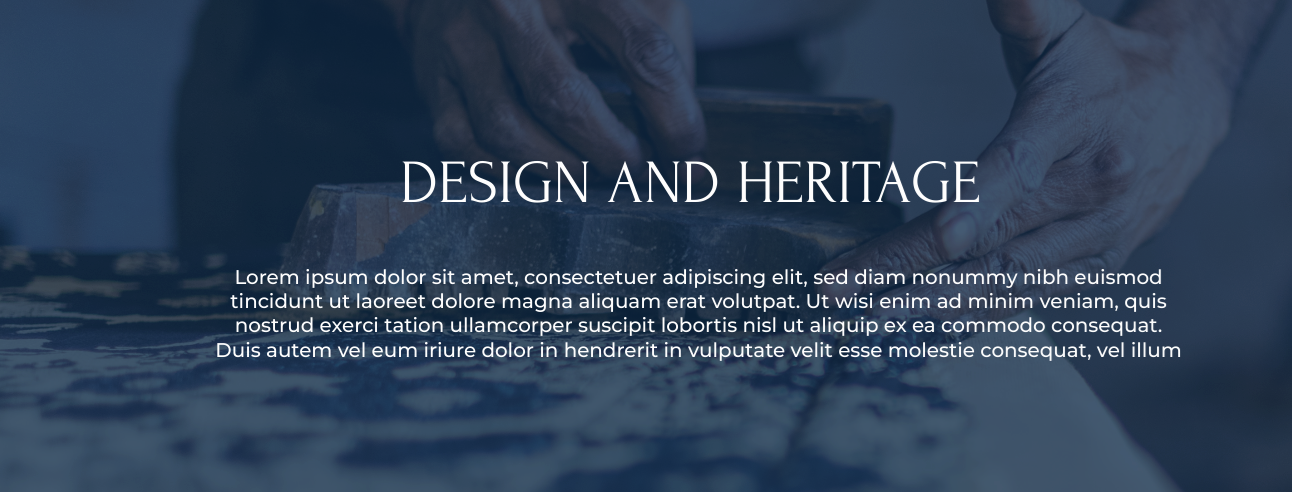 DESIGN AND HERITAGE
Lorem ipsum dolor sit amet, consectetuer adipiscing elit, sed diam nonummy nibh euismod
tincidunt ut laoreet dolore magna aliquam erat volutpat. Ut wisi enim ad minim veniam, quis
nostrud exerci tation ullamcorper suscipit lobortis nisl ut aliquip ex ea commodo consequat.
Duis autem vel eum iriure dolor in hendrerit in vulputate velit esse molestie consequat, vel illum